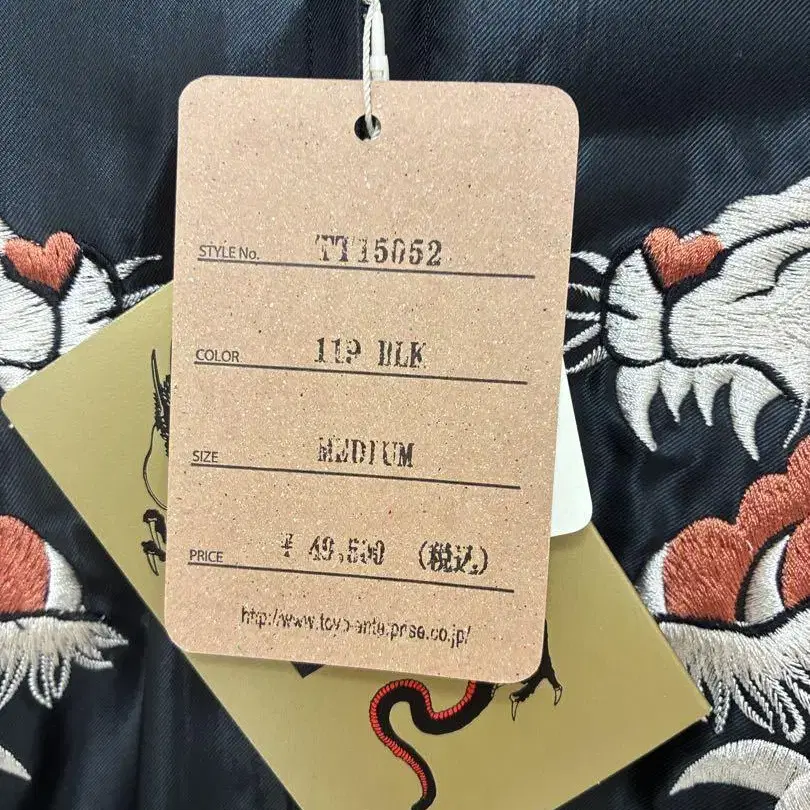 STYLE No. TT15052
COLOR 119 BLK
SIZE MEDIUM
PRICE ¥ 49,500 (税込)
http://www.toyo-enterprise.co.jp/